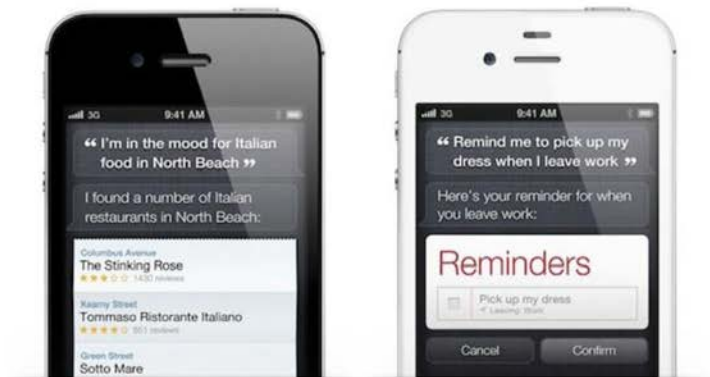 3G 9:41 AM
“ I'm in the mood for Italian
food in North Beach ”
I found a number of Italian
restaurants in North Beach:
Columbus Avenue
The Stinking Rose
1430 reviews
Kearny Street
Tommaso Ristorante Italiano
851 reviews
Green Street
Sotto Mare
3G 9:41 AM
“ Remind me to pick up my
dress when I leave work ”
Here's your reminder for when
you leave work:
Reminders
Pick up my dress
Leaving: Work
Cancel Confirm